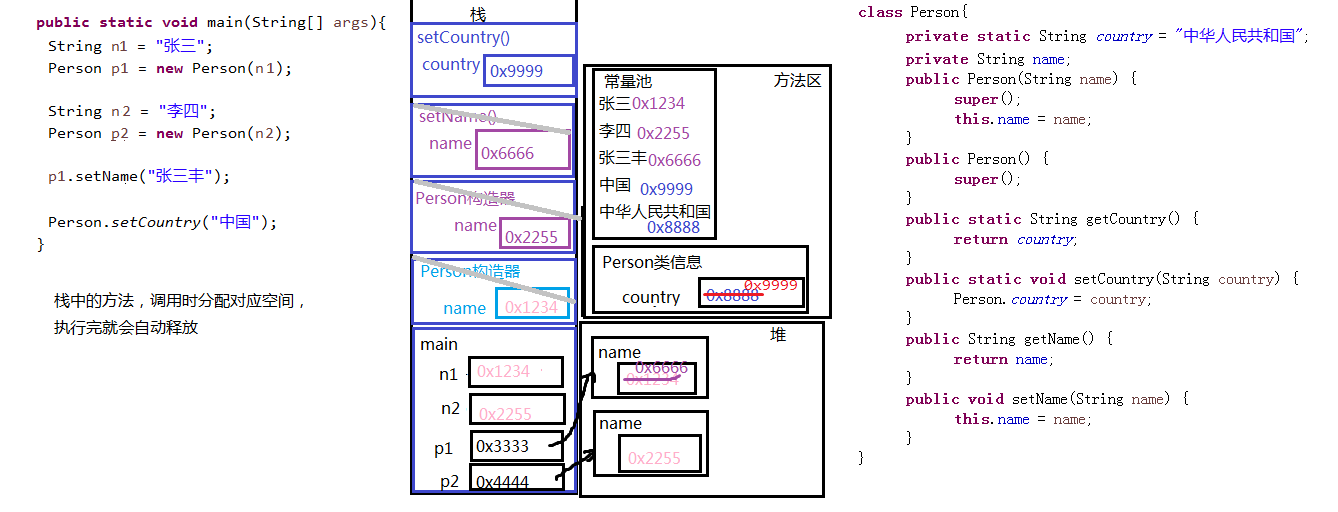 public static void main(String[] args){
String n1 = "张三";
Person p1 = new Person(n1);
String n2 = "李四";
Person p2 = new Person(n2);
p1.setName("张三丰");
Person.setCountry("中国");
}
栈中的方法，调用时分配对应空间，
执行完就会自动释放
栈
setCountry()
country 0x9999
setName()
name 0x6666
Person构造器
name 0x2255
Person构造器
name 0x1234
main
n1 0x1234
n2 0x2255
p1 0x3333
p2 0x4444
常量池
方法区
张三0x1234
李四 0x2255
张三丰0x6666
中国 0x9999
中华人民共和国
0x8888
Person类信息
country 0x8888 0x9999
堆
name
0x6666
0x1234
name
0x2255
class Person{
private static String country = "中华人民共和国";
private String name;
public Person(String name) {
super();
this.name = name;
}
public Person() {
super();
}
public static String getCountry() {
return country;
}
public static void setCountry(String country) {
Person.country = country;
}
public String getName() {
return name;
}
public void setName(String name) {
this.name = name;
}
}